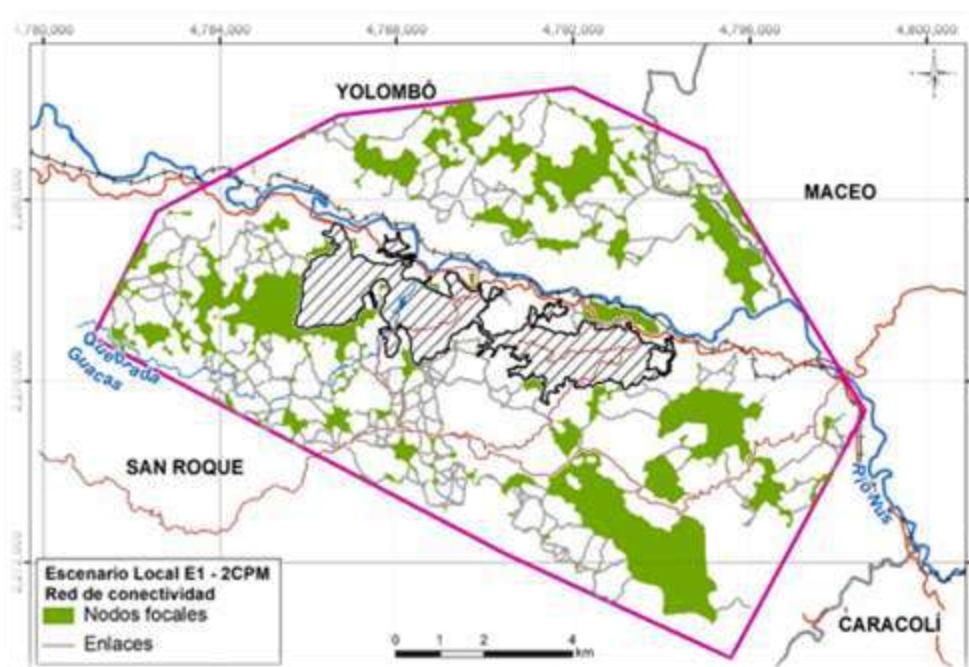 4,780,000 4,784,000 4,788,000 4,792,000 4,796,000 4,800,000
YOLOMBÓ
MACEO
Quebrada
Guacas
SAN ROQUE
Río Nus
CARACOLÍ
Escenario Local E1 - 2CPM
Red de conectividad
Nodos focales
Enlaces
0 1 2 4
km